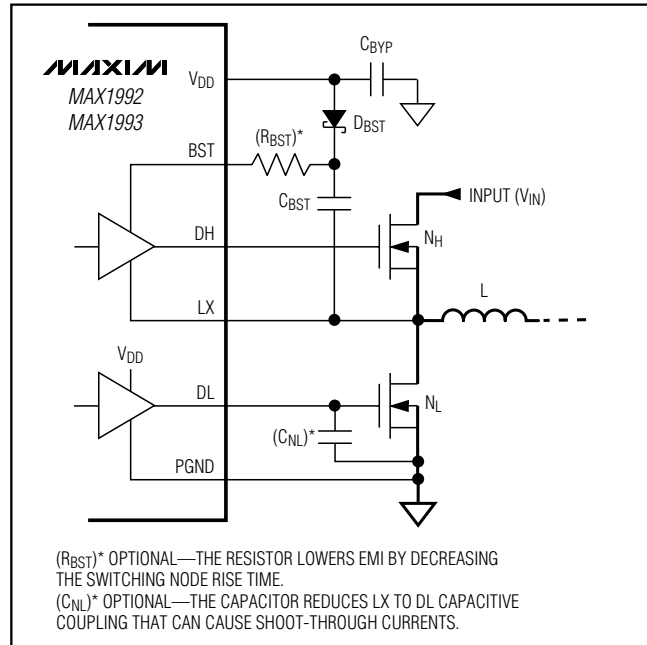 CBYP
MAXIM
VDD
MAX1992
MAX1993
DBST
(RBST)*
BST
CBST
INPUT (VIN)
DH
NH
L
LX
VDD
DL
NL
(CNL)*
PGND
(RBST)* OPTIONAL—THE RESISTOR LOWERS EMI BY DECREASING
THE SWITCHING NODE RISE TIME.
(CNL)* OPTIONAL—THE CAPACITOR REDUCES LX TO DL CAPACITIVE
COUPLING THAT CAN CAUSE SHOOT-THROUGH CURRENTS.